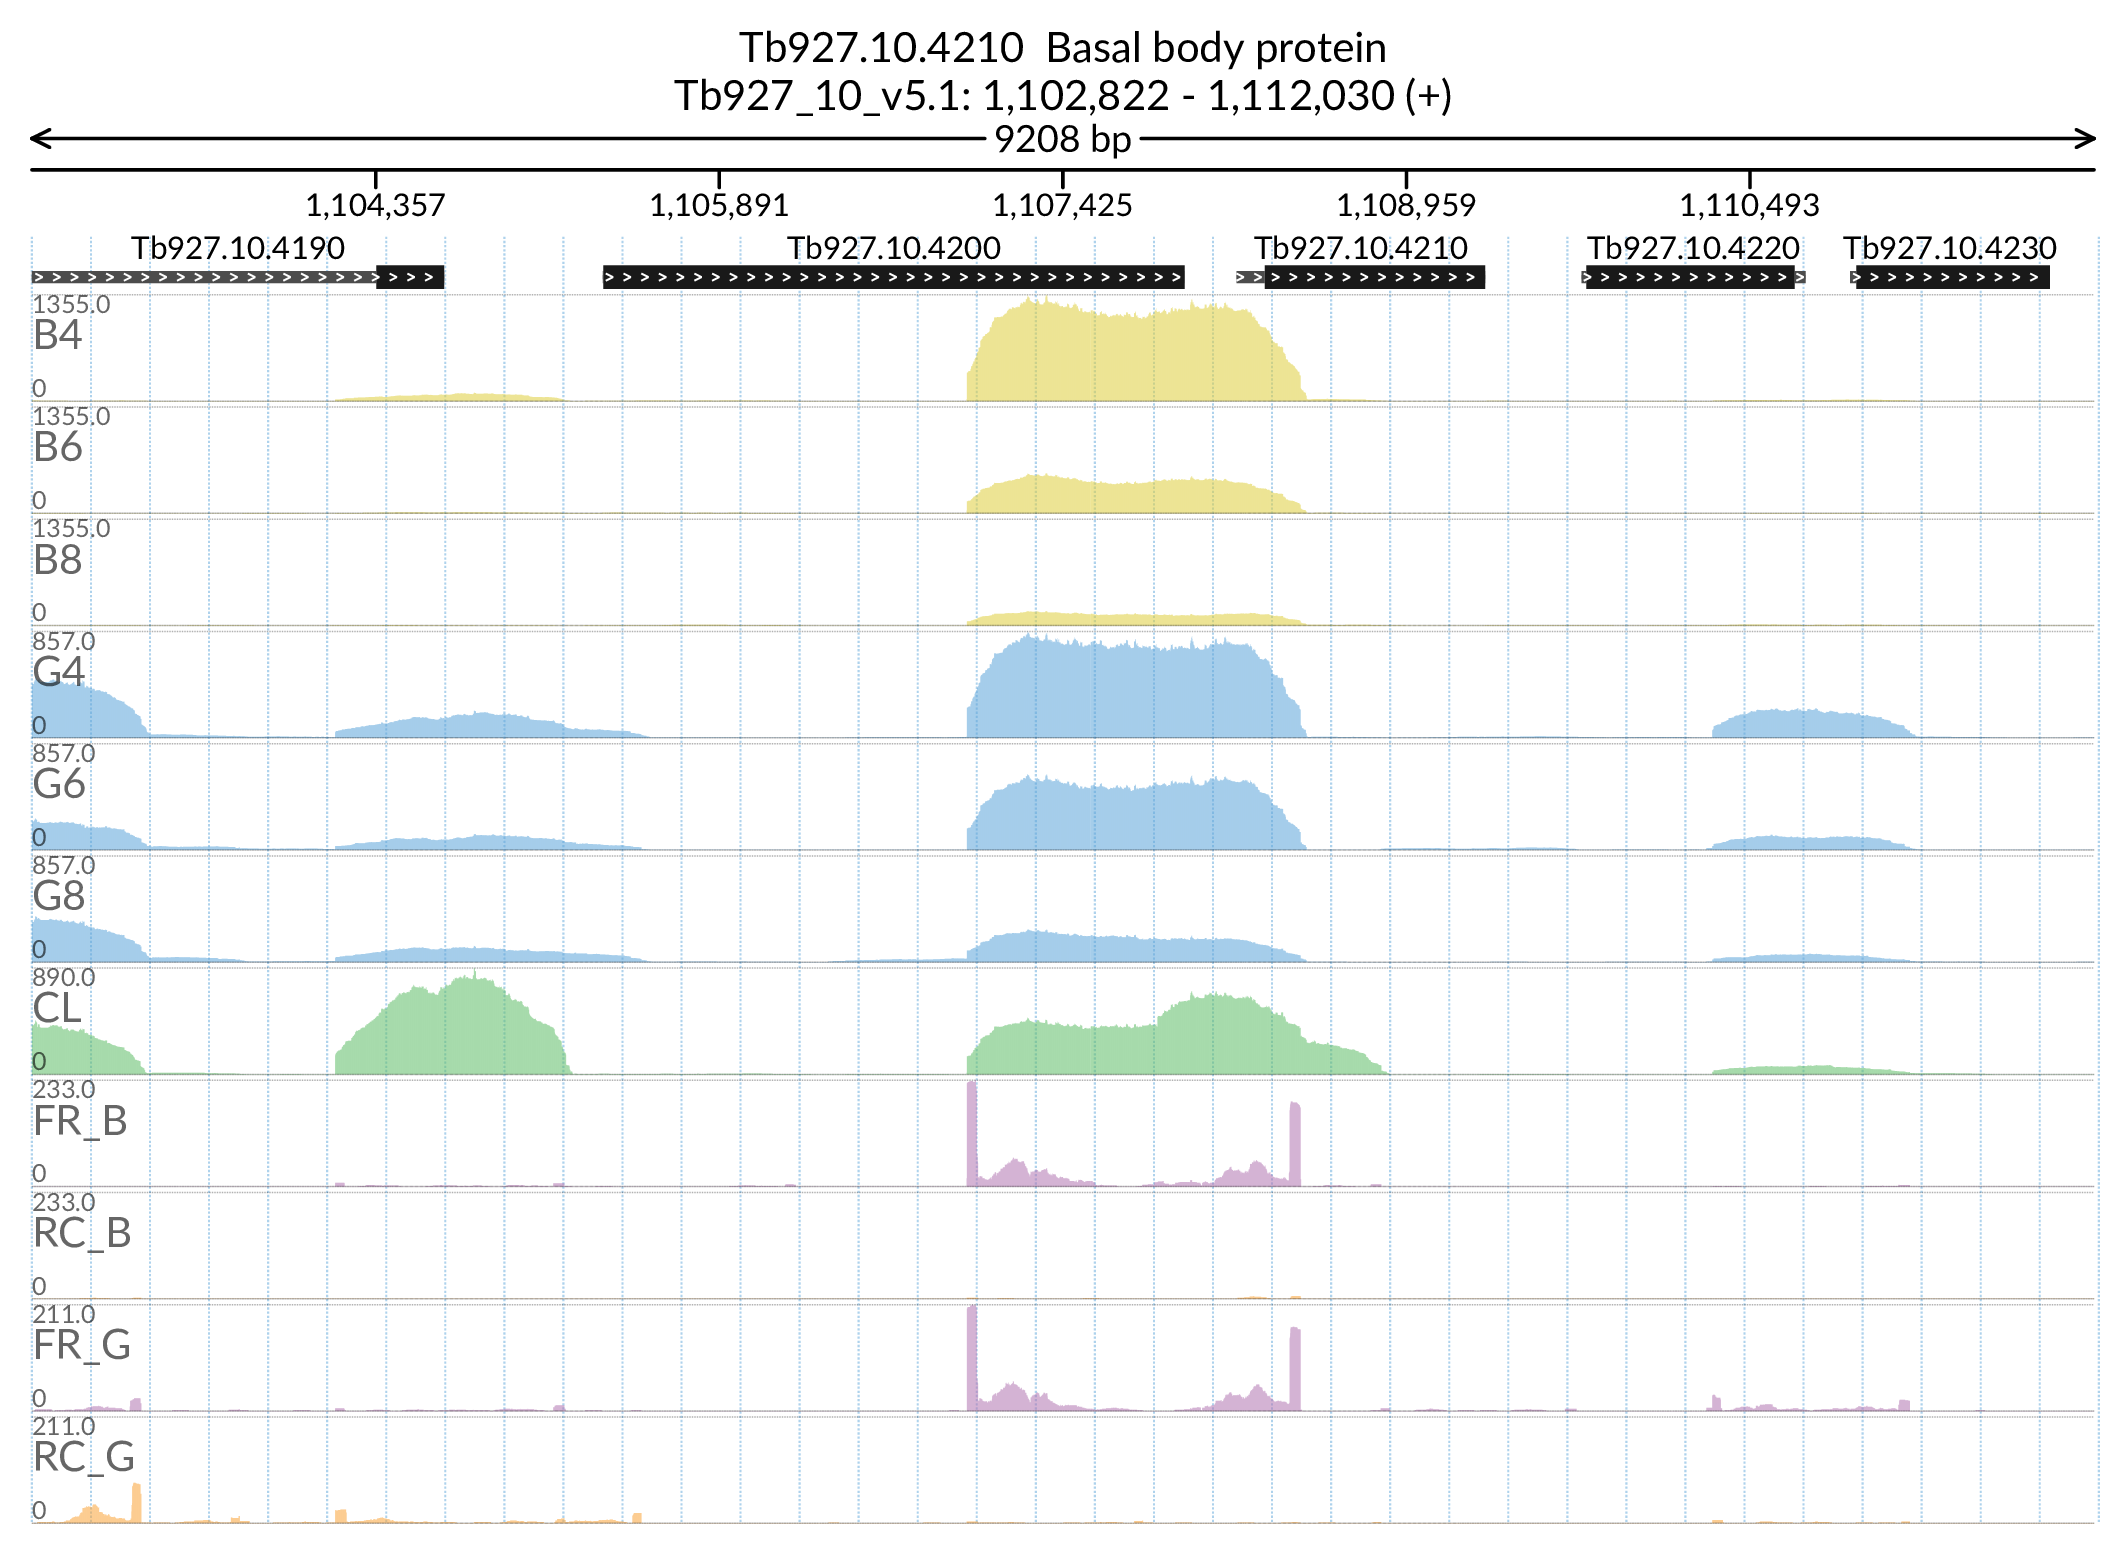 Tb927.10.4210  Basal body protein
Tb927_10_v5.1: 1,102,822 - 1,112,030 (+)
9208 bp
1,104,357 1,105,891 1,107,425 1,108,959 1,110,493
Tb927.10.4190 Tb927.10.4200 Tb927.10.4210 Tb927.10.4220 Tb927.10.4230
1355.0
B4
0
1355.0
B6
0
1355.0
B8
0
857.0
G4
0
857.0
G6
0
857.0
G8
0
890.0
CL
0
233.0
FR_B
0
233.0
RC_B
0
211.0
FR_G
0
211.0
RC_G
0